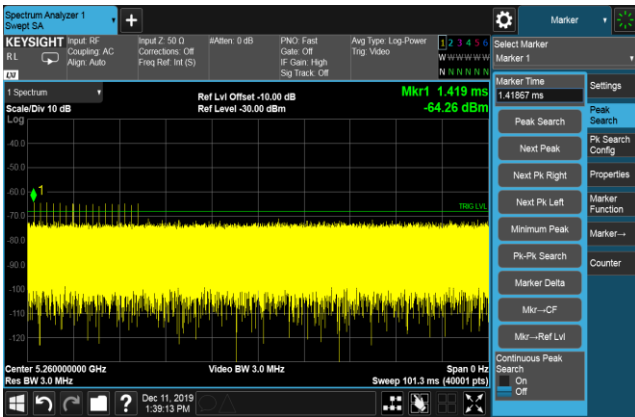 Spectrum Analyzer 1
Swept SA
Marker
KEYSIGHT
RL
LXI
Input: RF
Coupling: AC
Align: Auto
Input Z: 50 Ω
Corrections: Off
Freq Ref: Int (S)
#Atten: 0 dB
PNO: Fast
Gate: Off
IF Gain: High
Sig Track: Off
Avg Type: Log-Power
Trig: Video
1 2 3 4 5 6
W W W W W W
N N N N N N
Select Marker
Marker 1
1 Spectrum
Scale/Div 10 dB
Log
Ref Lvl Offset -10.00 dB
Ref Level -30.00 dBm
Mkr1 1.419 ms
-64.26 dBm
-40.0
-50.0
-60.0
-70.0
-80.0
-90.0
-100
-110
-120
1
TRIG LVL
Center 5.260000000 GHz
Res BW 3.0 MHz
Video BW 3.0 MHz
Span 0 Hz
Sweep 101.3 ms (40001 pts)
Marker Time
1.41867 ms
Peak Search
Next Peak
Next Pk Right
Next Pk Left
Minimum Peak
Pk-Pk Search
Marker Delta
Mkr→CF
Mkr→Ref Lvl
Continuous Peak
Search
On
Off
Settings
Peak
Search
Pk Search
Config
Properties
Marker
Function
Marker→
Counter
?
Dec 11, 2019
1:39:13 PM